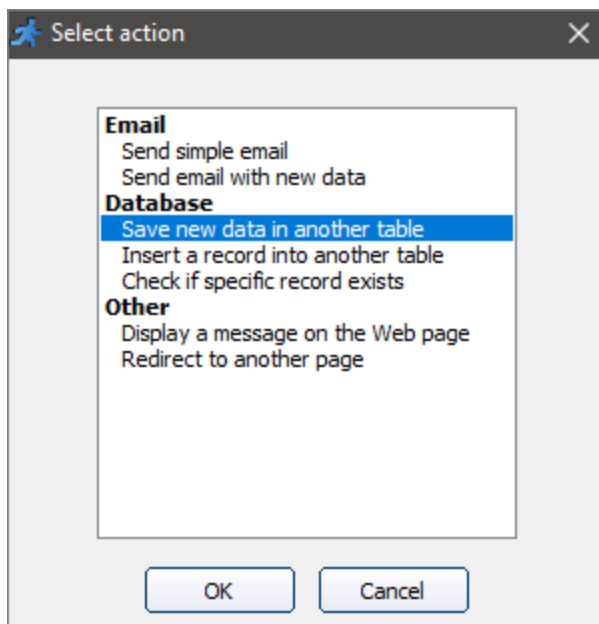 Select action
Email
Send simple email
Send email with new data
Database
Save new data in another table
Insert a record into another table
Check if specific record exists
Other
Display a message on the Web page
Redirect to another page
OK
Cancel